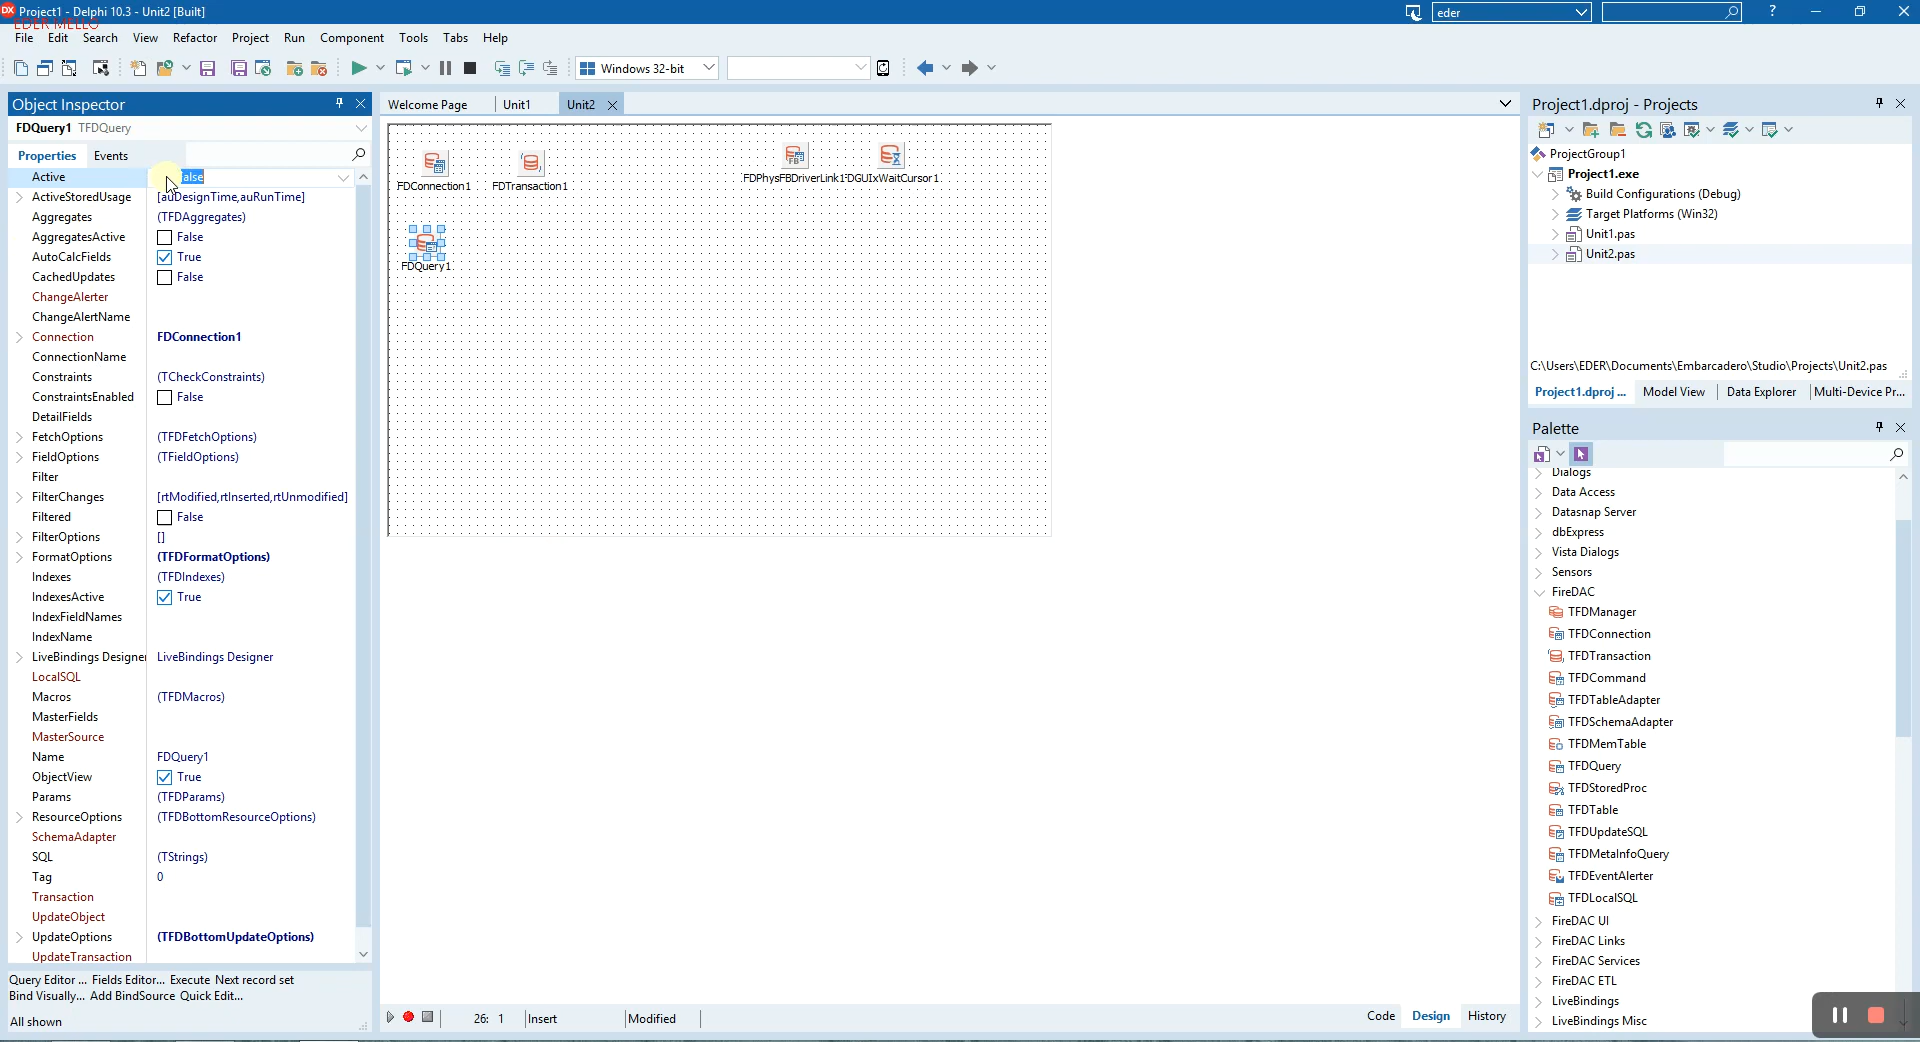 Project1 - Delphi 10.3 - Unit2 [Built]
eder
?
EDER MELLO
File Edit Search View Refactor Project Run Component Tools Tabs Help
Windows 32-bit
Object Inspector
FDQuery1 TFDQuery
Properties Events
Active alse
ActiveStoredUsage [auDesignTime,auRunTime]
Aggregates (TFDAggregates)
AggregatesActive False
AutoCalcFields True
CachedUpdates False
ChangeAlerter
ChangeAlertName
Connection FDConnection1
ConnectionName
Constraints (TCheckConstraints)
ConstraintsEnabled False
DetailFields
FetchOptions (TFDFetchOptions)
FieldOptions (TFieldOptions)
Filter
FilterChanges [rtModified,rtInserted,rtUnmodified]
Filtered False
FilterOptions []
FormatOptions (TFDFormatOptions)
Indexes (TFDIndexes)
IndexesActive True
IndexFieldNames
IndexName
LiveBindings Designer LiveBindings Designer
LocalSQL
Macros (TFDMacros)
MasterFields
MasterSource
Name FDQuery1
ObjectView True
Params (TFDParams)
ResourceOptions (TFDBottomResourceOptions)
SchemaAdapter
SQL (TStrings)
Tag 0
Transaction
UpdateObject
UpdateOptions (TFDBottomUpdateOptions)
UpdateTransaction
Query Editor ... Fields Editor... Execute Next record set
Bind Visually... Add BindSource Quick Edit...
All shown
Welcome Page Unit1 Unit2
FDConnection1 FDTransaction1
FDPhysFBDriverLink1 DGUIxWaitCursor1
FDQuery1
26: 1 Insert Modified
Code Design History
Project1.dproj - Projects
ProjectGroup1
Project1.exe
Build Configurations (Debug)
Target Platforms (Win32)
Unit1.pas
Unit2.pas
C:\Users\EDER\Documents\Embarcadero\Studio\Projects\Unit2.pas
Project1.dproj ... Model View Data Explorer Multi-Device Pr...
Palette
Dialogs
Data Access
Datasnap Server
dbExpress
Vista Dialogs
Sensors
FireDAC
TFDManager
TFDConnection
TFDTransaction
TFDCommand
TFDTableAdapter
TFDSchemaAdapter
TFDMemTable
TFDQuery
TFDStoredProc
TFDTable
TFDUpdateSQL
TFDMetaInfoQuery
TFDEventAlerter
TFDLocalSQL
FireDAC UI
FireDAC Links
FireDAC Services
FireDAC ETL
LiveBindings
LiveBindings Misc